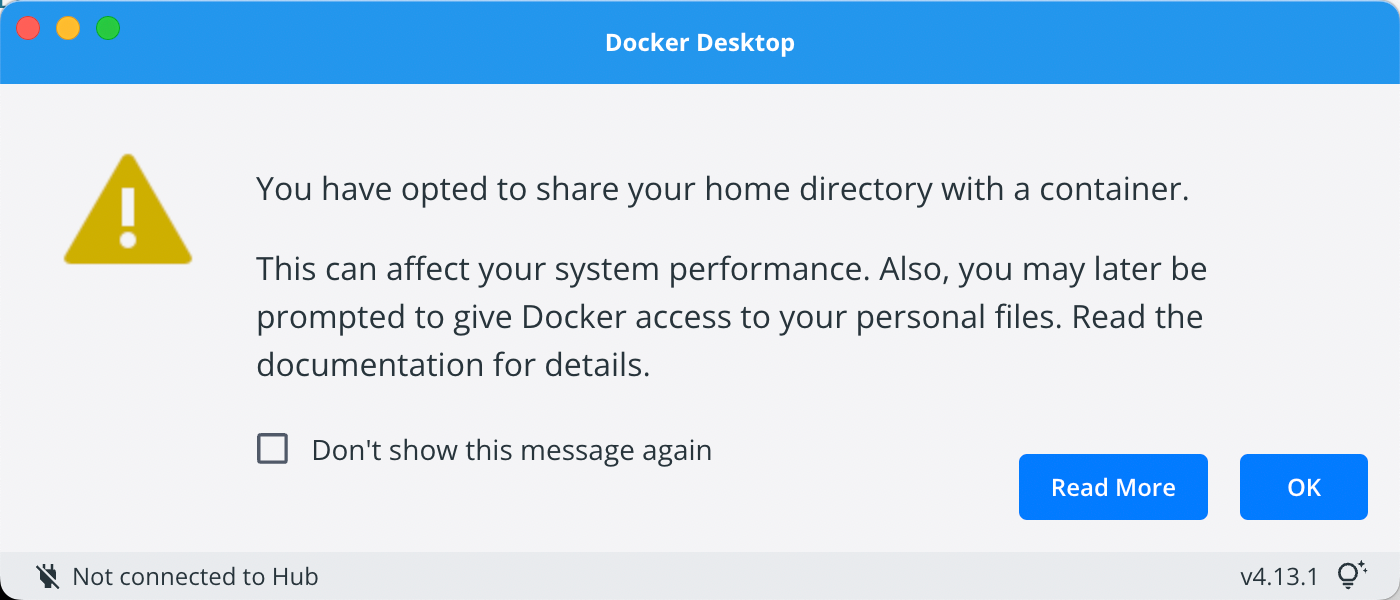 Docker Desktop
You have opted to share your home directory with a container.
This can affect your system performance. Also, you may later be
prompted to give Docker access to your personal files. Read the
documentation for details.
Don't show this message again
Read More
OK
Not connected to Hub
v4.13.1